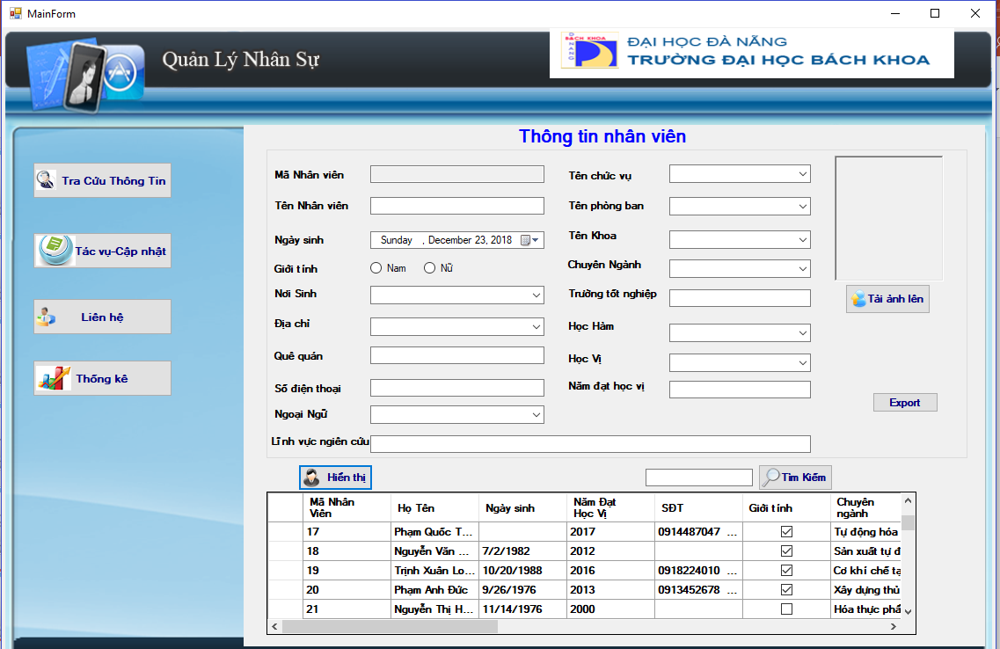 MainForm
Quản Lý Nhân Sự
BÁCH KHOA
ĐÀ NẴNG
ĐẠI HỌC ĐÀ NẴNG
TRƯỜNG ĐẠI HỌC BÁCH KHOA
Tra Cứu Thông Tin
Tác vụ-Cập nhật
Liên hệ
Thống kê
Thông tin nhân viên
Mã Nhân viên
Tên Nhân viên
Ngày sinh
Sunday , December 23, 2018
Giới tính
Nam
Nữ
Nơi Sinh
Địa chỉ
Quê quán
Số điện thoại
Ngoại Ngữ
Lĩnh vực ngiên cứu
Tên chức vụ
Tên phòng ban
Tên Khoa
Chuyên Ngành
Trường tốt nghiệp
Học Hàm
Học Vị
Năm đạt học vị
Tải ảnh lên
Export
Hiển thị
Tìm Kiếm
Mã Nhân Viên Họ Tên Ngày sinh Năm Đạt Học Vị SĐT Giới tính Chuyên ngành
17 Phạm Quốc T... 2017 0914487047 ... Tự động hóa
18 Nguyễn Văn ... 7/2/1982 2012 Sản xuất tự đ
19 Trịnh Xuân Lo... 10/20/1988 2016 0918224010 ... Cơ khí chế tạ
20 Phạm Anh Đức 9/26/1976 2013 0913452678 ... Xây dựng thủ
21 Nguyễn Thị H... 11/14/1976 2000 Hóa thực phẩ